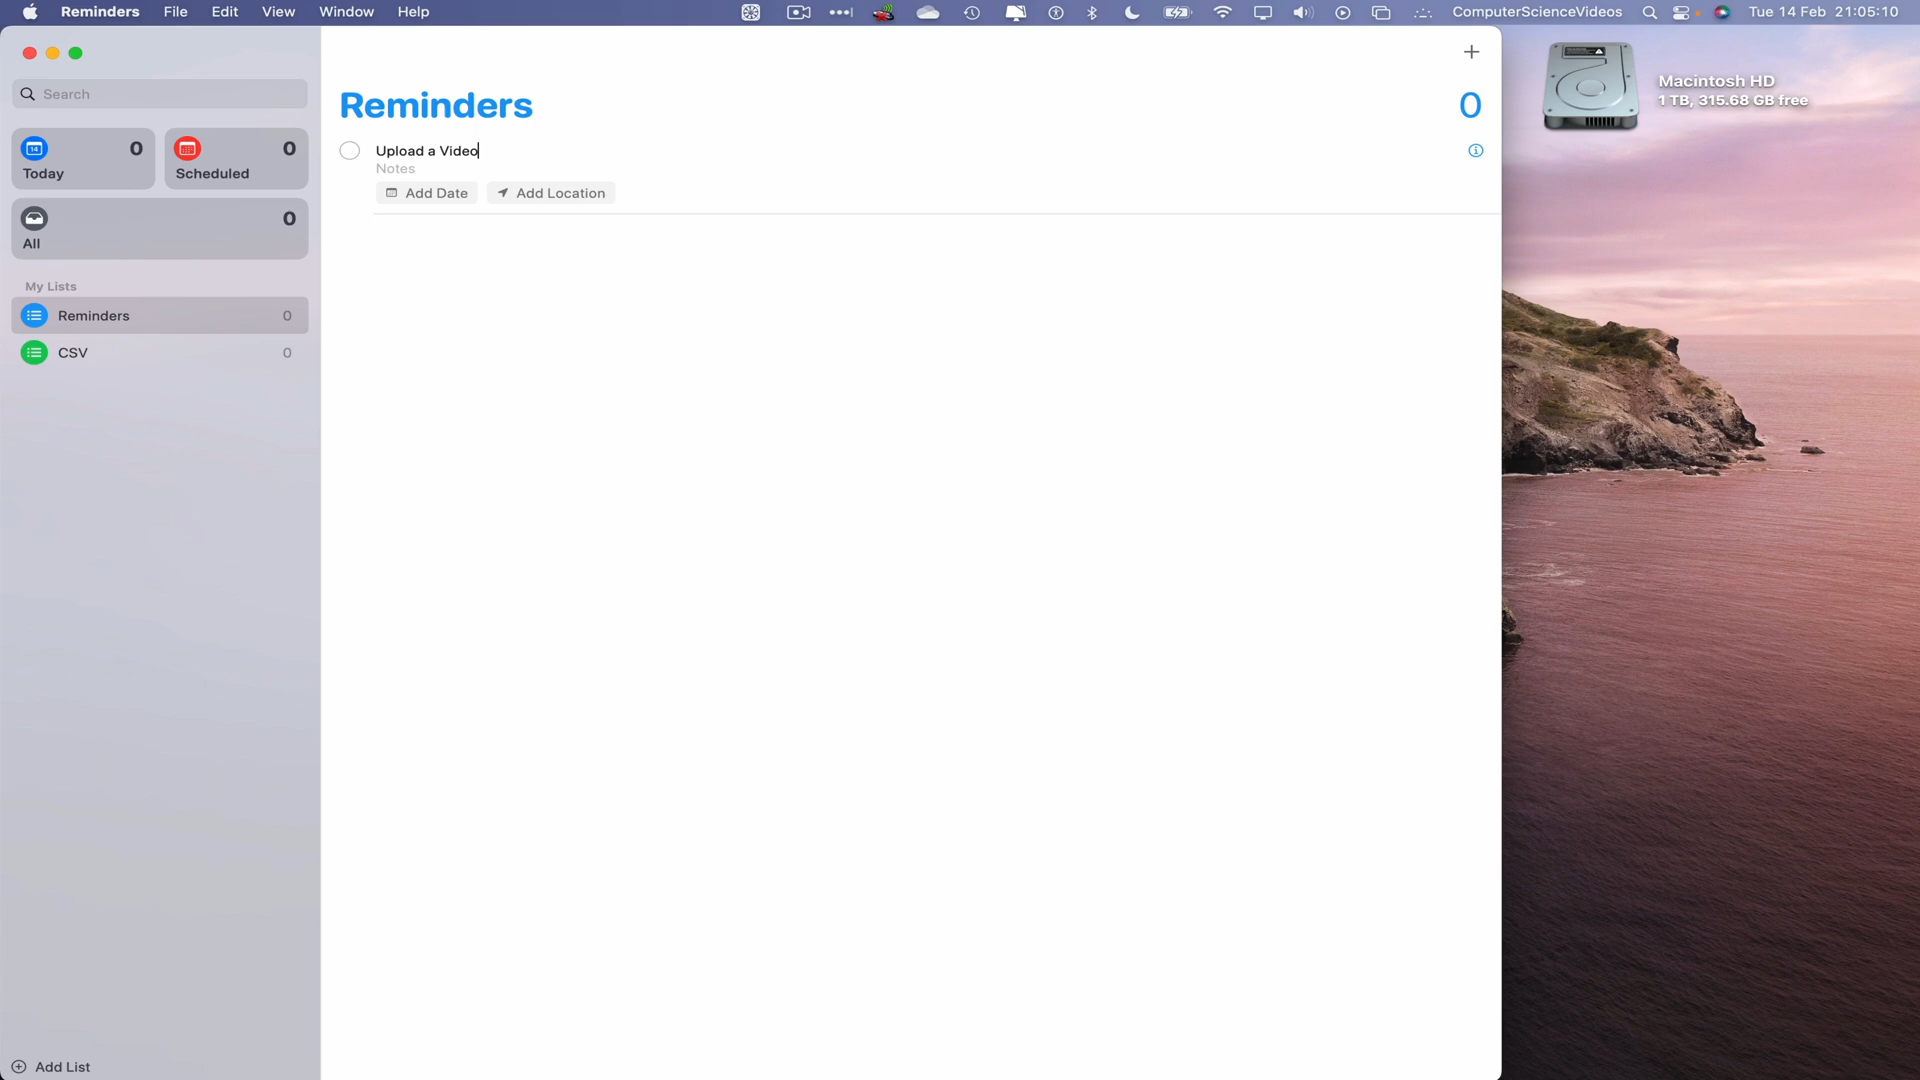 Reminders File Edit View Window Help ComputerScienceVideos Tue 14 Feb 21:05:10
Search
14 0
Today
0
Scheduled
0
All
My Lists
Reminders 0
CSV 0
Add List
Reminders 0
Upload a Video
Notes
Add Date Add Location
Macintosh HD
1 TB, 315.68 GB free